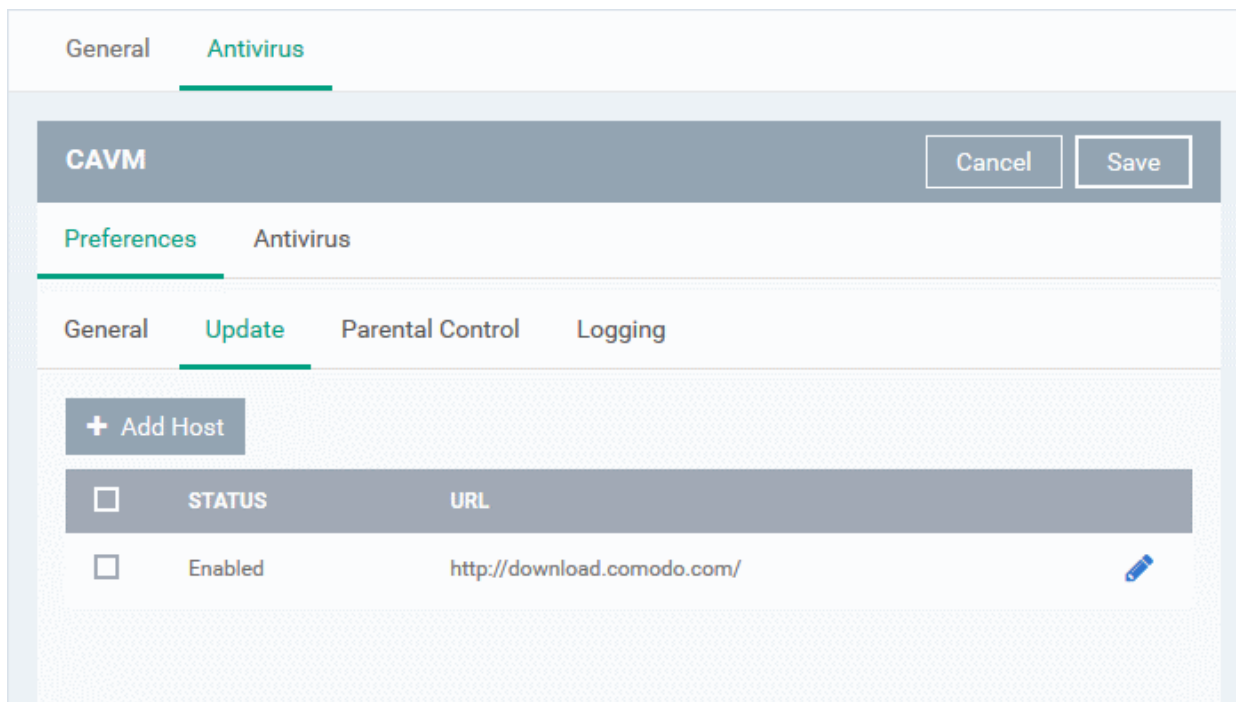 General Antivirus
CAVM Cancel Save
Preferences Antivirus
General Update Parental Control Logging
+ Add Host
STATUS URL
Enabled http://download.comodo.com/